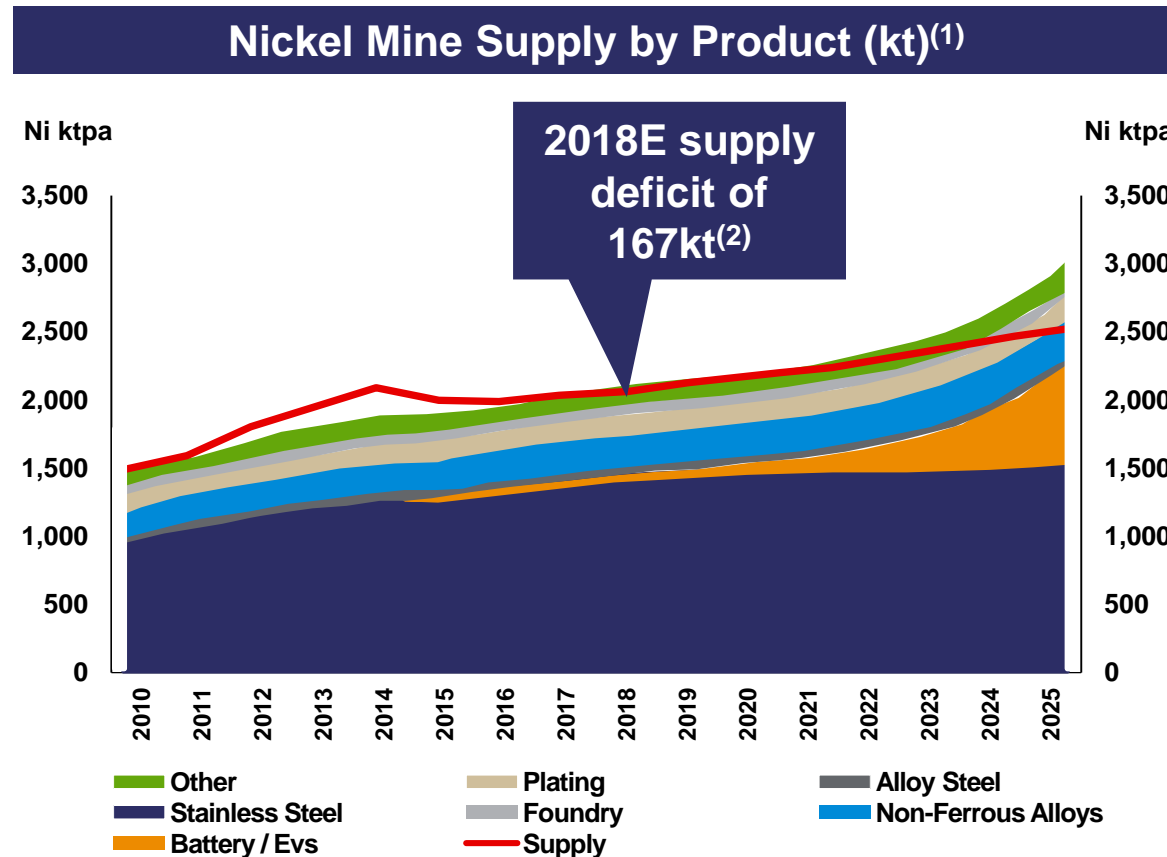 Nickel Mine Supply by Product (kt)(1)
Ni ktpa
Ni ktpa
2018E supply
deficit of
167kt(2)
3,500
3,000
2,500
2,000
1,500
1,000
500
0
3,500
3,000
2,500
2,000
1,500
1,000
500
0
2010
2011
2012
2013
2014
2015
2016
2017
2018
2019
2020
2021
2022
2023
2024
2025
Other
Plating
Alloy Steel
Stainless Steel
Foundry
Non-Ferrous Alloys
Battery / Evs
Supply